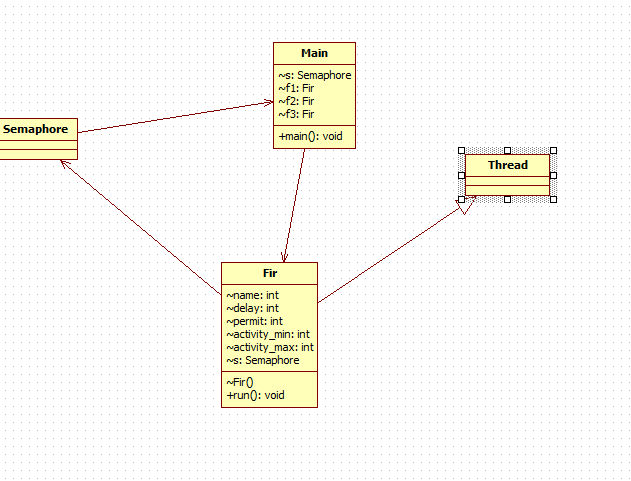 Main
~s: Semaphore
~f1: Fir
~f2: Fir
~f3: Fir
+main(): void
Semaphore
Thread
Fir
~name: int
~delay: int
~permit: int
~activity_min: int
~activity_max: int
~s: Semaphore
~Fir()
+run(): void